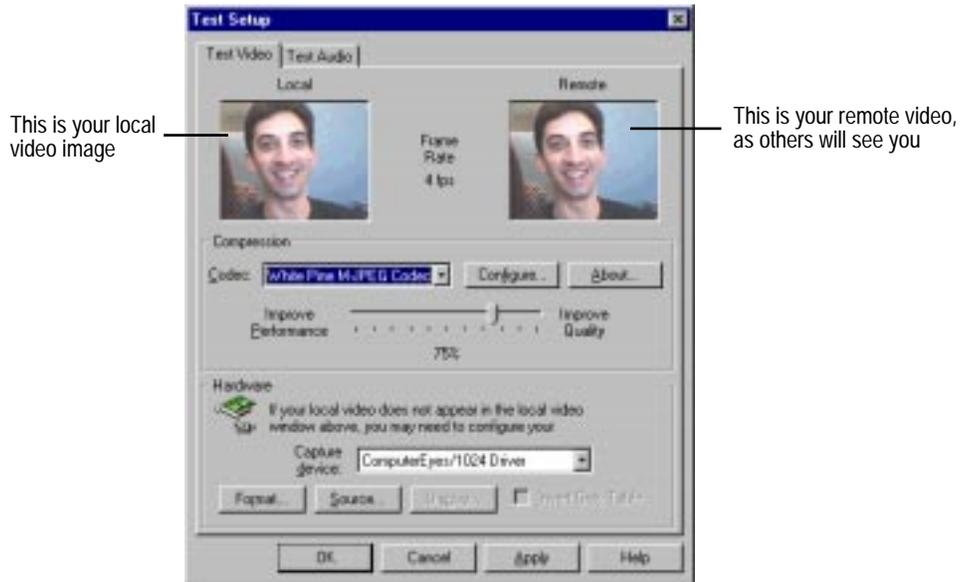 Test Setup
Test Video
Test Audio
Local
Remote
This is your local
video image
This is your remote video,
as others will see you
Frame
Rate
4 fps
Compression
Codec: White Pine M-JPEG Codec
Configure...
About...
Improve
Performance
Improve
Quality
75%
Hardware
If your local video does not appear in the local video
window above, you may need to configure your
Capture
device:
ComputerEyes/1024 Driver
Format...
Source...
OK
Cancel
Apply
Help